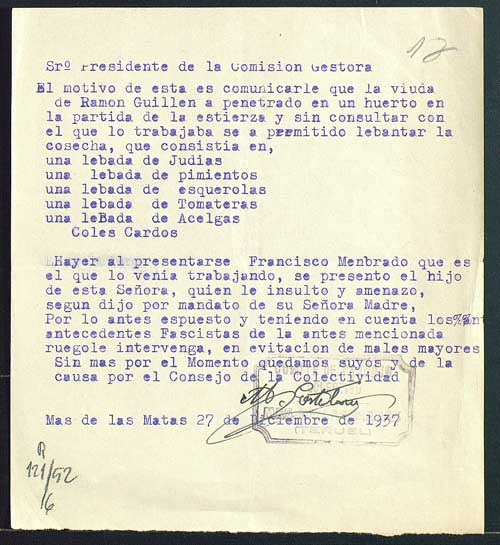 12
Srº Presidente de la Comision Gestora
El motivo de esta es comunicarle que la viuda
de Ramon Guillen a penetrado en un huerto en
la partida de la estierza y sin consultar con
el que lo trabajaba se a premitido lebantar la
cosecha, que consistia en,
una lebada de Judias
una lebada de pimientos
una lebada de esquerolas
una lebada de Tomateras
una leBada de Acelgas
Coles Cardos
Hayer al presentarse Francisco Menbrado que es
el que lo venia trabajando, se presento el hijo
de esta Señora, quien le insulto y amenazo,
segun dijo por mandato de su Señora Madre,
Por lo antes espuesto y teniendo en cuenta los%%ant
antecedentes Fascistas de la antes mencionada
ruegole intervenga, en evitacion de males mayores
Sin mas por el Momento quedamos suyos y de la
causa por el Consejo de la Colectividad
Mas de las Matas 27 de Diciembre de 1937
(TERUEL)
R
121/52
6